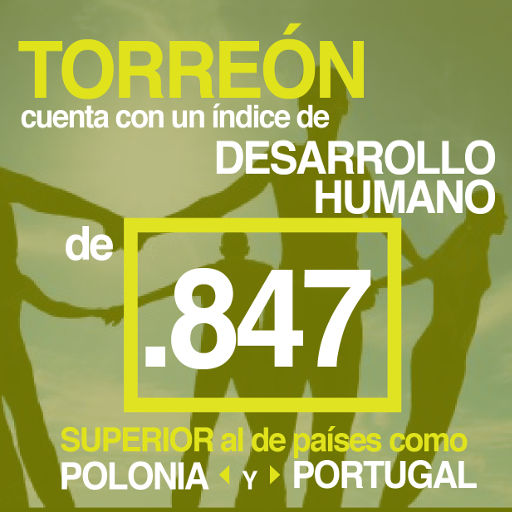 TORREÓN
cuenta con un índice de
DESARROLLO
HUMANO
de
.847
SUPERIOR al de países como
POLONIA Y PORTUGAL